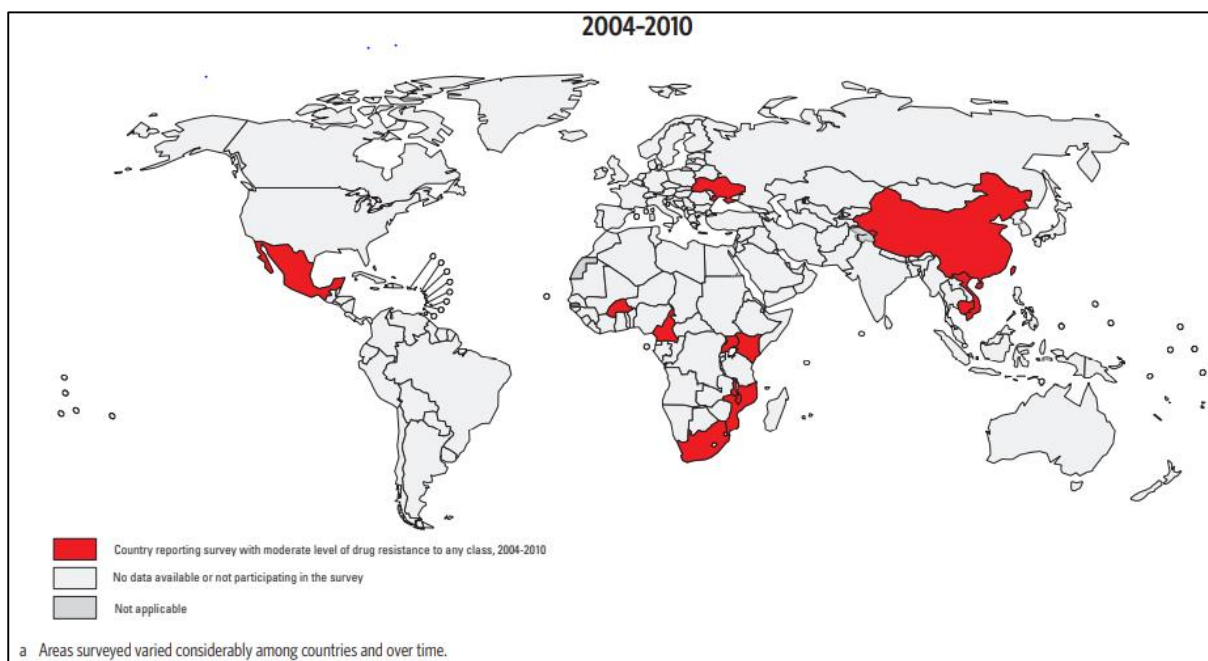 2004-2010
Country reporting survey with moderate level of drug resistance to any class, 2004-2010
No data available or not participating in the survey
Not applicable
a Areas surveyed varied considerably among countries and over time.